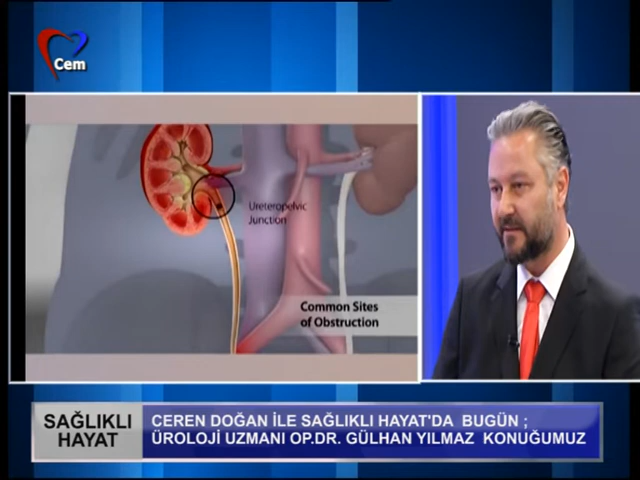 Cem
Ureteropelvic
Junction
Common Sites
of Obstruction
SAĞLIKLI
HAYAT
CEREN DOĞAN İLE SAĞLIKLI HAYAT'DA BUGÜN ;
ÜROLOJİ UZMANI OP.DR. GÜLHAN YILMAZ KONUĞUMUZ